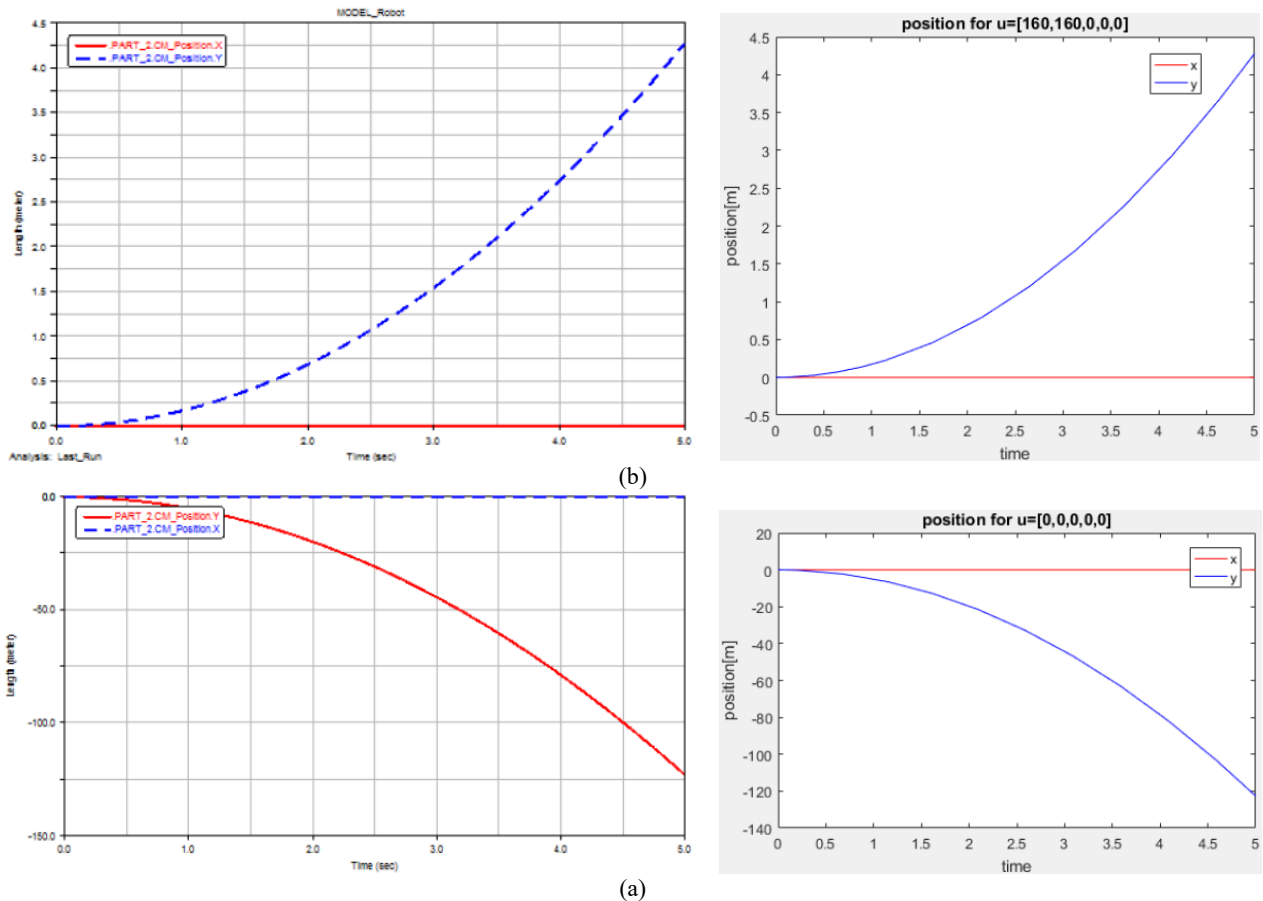 MODEL_Robot
4.5
4.0
3.5
3.0
2.5
2.0
1.5
1.0
0.5
0.0
Length (meter)
.PART_2.CM_Position.X
.PART_2.CM_Position.Y
0.0 1.0 2.0 3.0 4.0 5.0
Analysis: Last_Run
Time (sec)
position for u=[160,160,0,0,0]
4.5
4
3.5
3
2.5
2
1.5
1
0.5
0
-0.5
position[m]
x
y
0 0.5 1 1.5 2 2.5 3 3.5 4 4.5 5
time
(b)
0.0
-50.0
-100.0
-150.0
Length (meter)
.PART_2.CM_Position.Y
.PART_2.CM_Position.X
0.0 1.0 2.0 3.0 4.0 5.0
Time (sec)
position for u=[0,0,0,0,0]
20
0
-20
-40
-60
-80
-100
-120
-140
position[m]
x
y
0 0.5 1 1.5 2 2.5 3 3.5 4 4.5 5
time
(a)